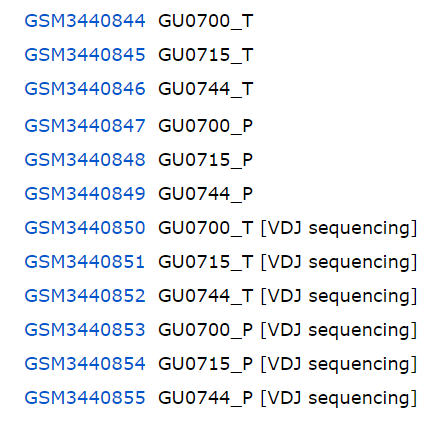 GSM3440844 GU0700_T
GSM3440845 GU0715_T
GSM3440846 GU0744_T
GSM3440847 GU0700_P
GSM3440848 GU0715_P
GSM3440849 GU0744_P
GSM3440850 GU0700_T [VDJ sequencing]
GSM3440851 GU0715_T [VDJ sequencing]
GSM3440852 GU0744_T [VDJ sequencing]
GSM3440853 GU0700_P [VDJ sequencing]
GSM3440854 GU0715_P [VDJ sequencing]
GSM3440855 GU0744_P [VDJ sequencing]